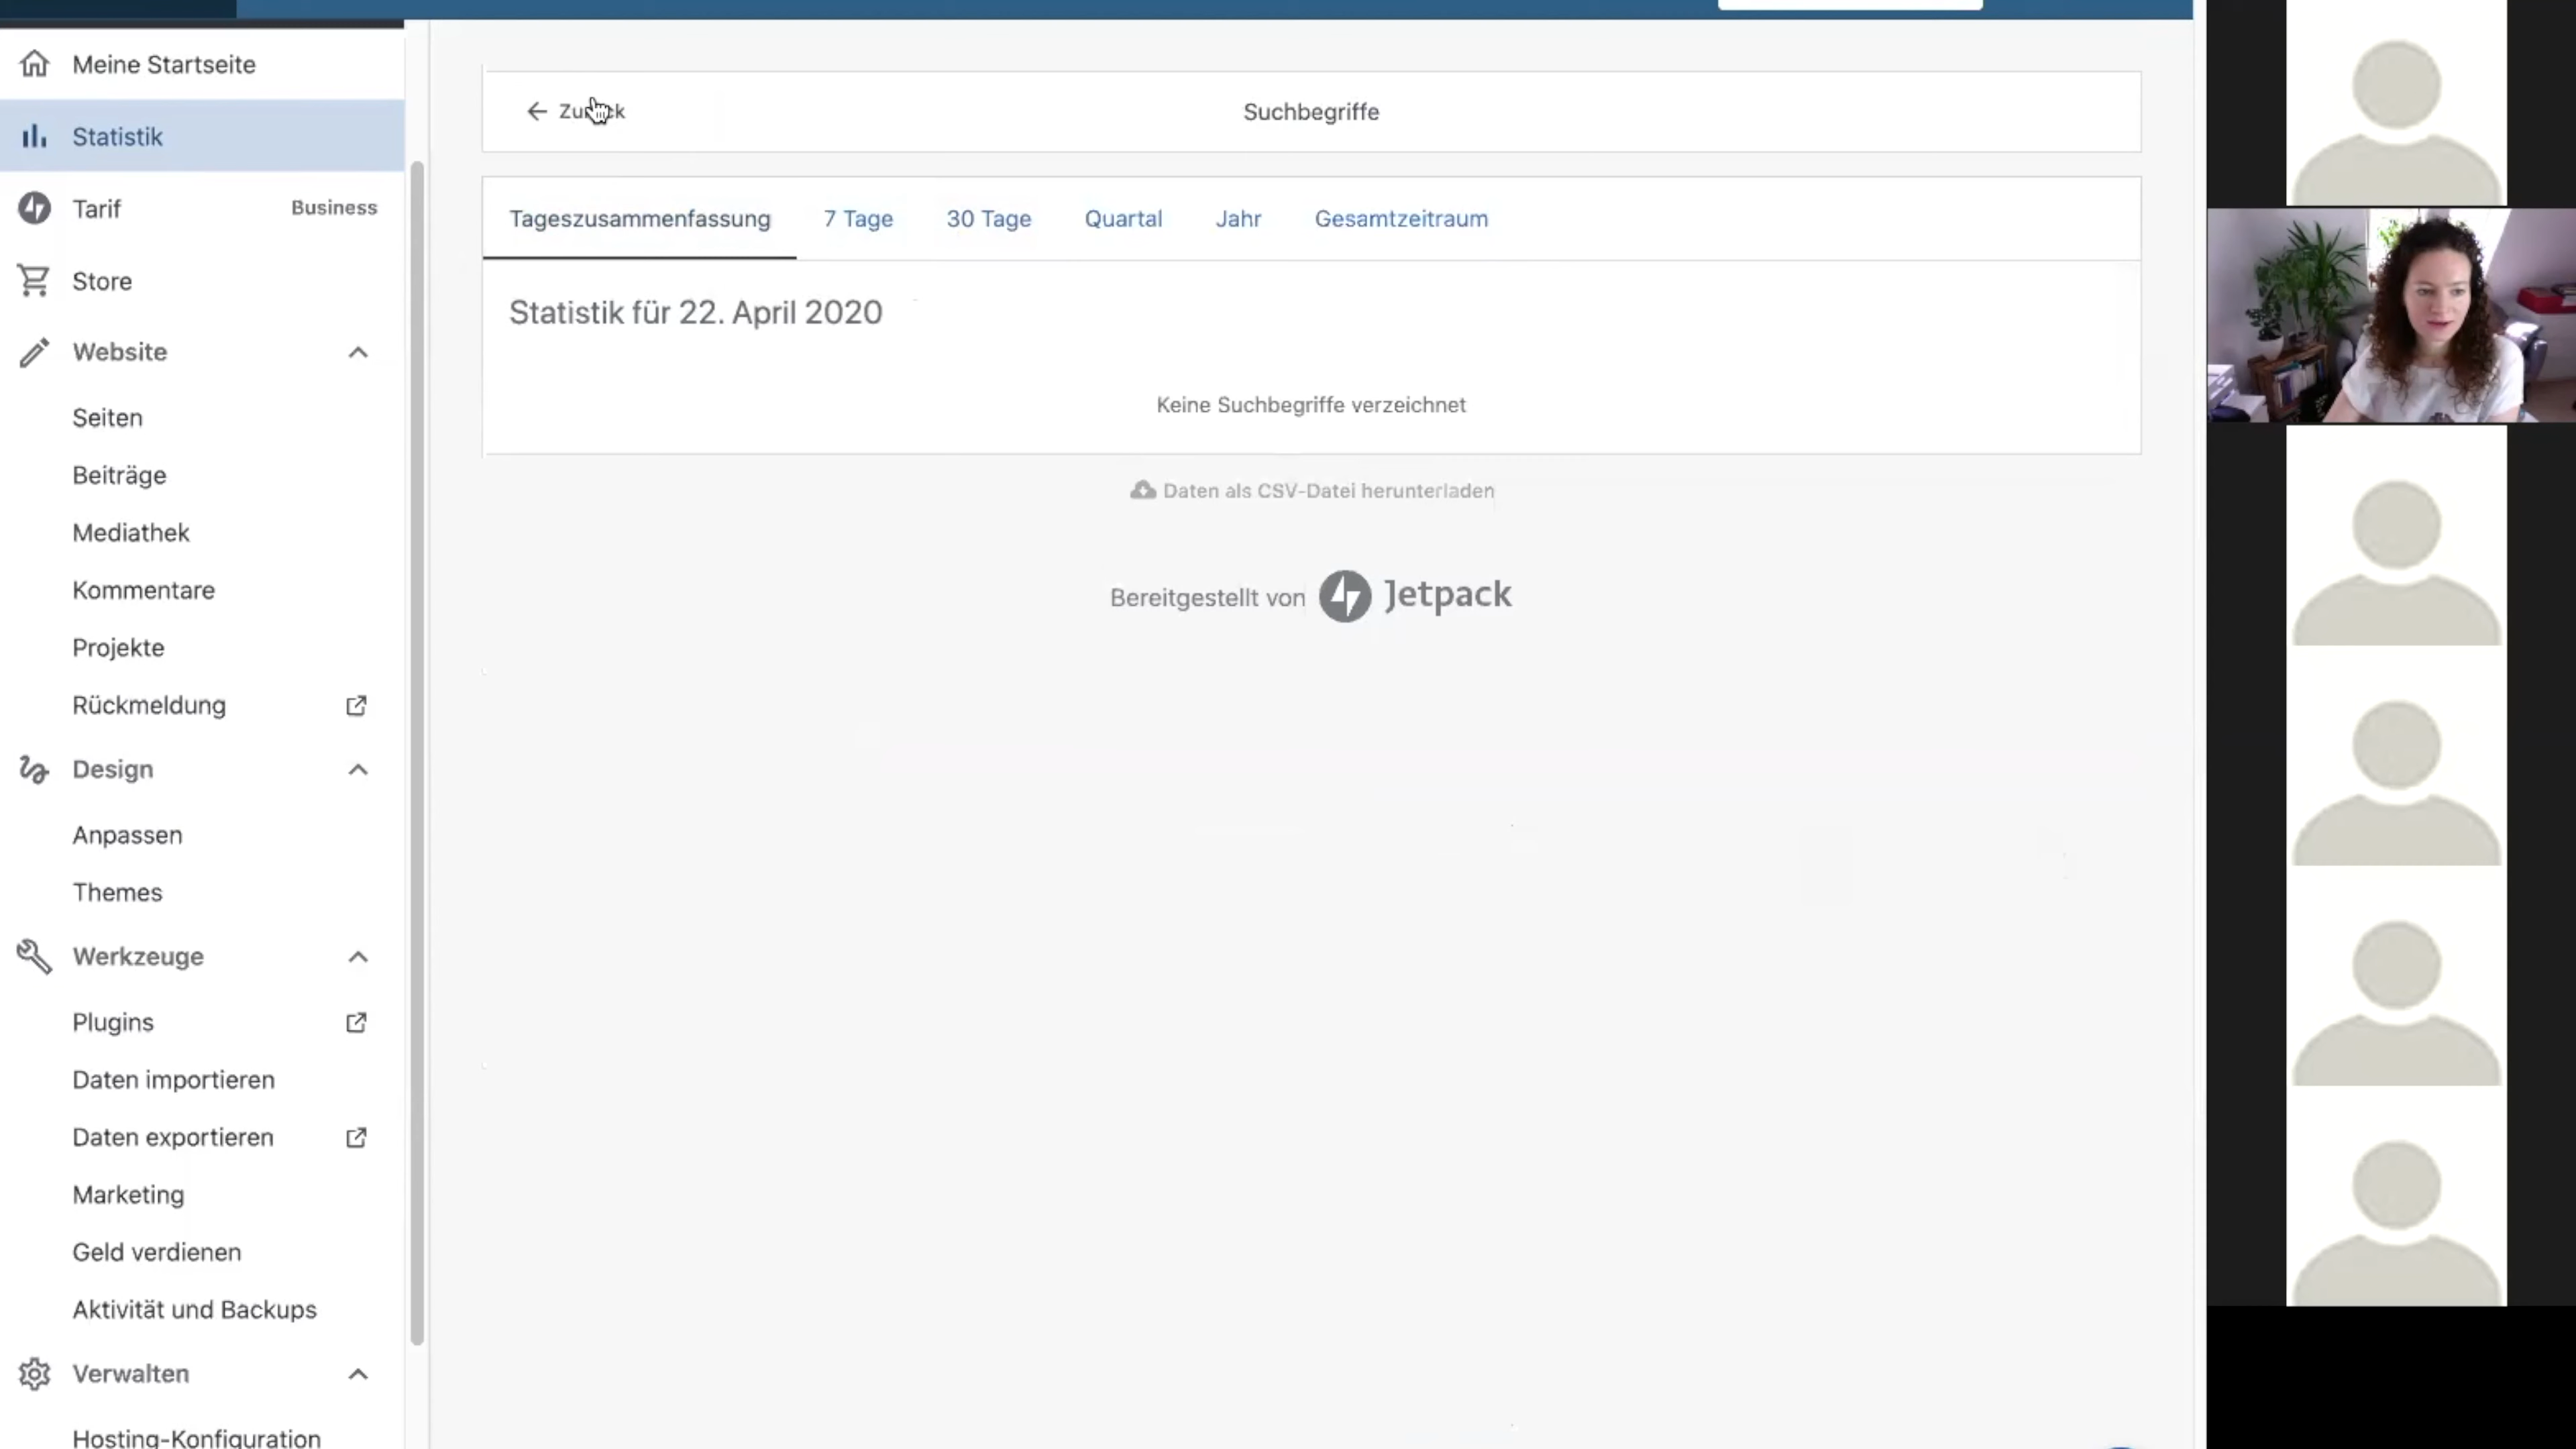 Meine Startseite
Statistik
Tarif Business
Store
Website
Seiten
Beiträge
Mediathek
Kommentare
Projekte
Rückmeldung
Design
Anpassen
Themes
Werkzeuge
Plugins
Daten importieren
Daten exportieren
Marketing
Geld verdienen
Aktivität und Backups
Verwalten
Hosting-Konfiguration
Zurück
Suchbegriffe
Tageszusammenfassung 7 Tage 30 Tage Quartal Jahr Gesamtzeitraum
Statistik für 22. April 2020
Keine Suchbegriffe verzeichnet
Daten als CSV-Datei herunterladen
Bereitgestellt von Jetpack